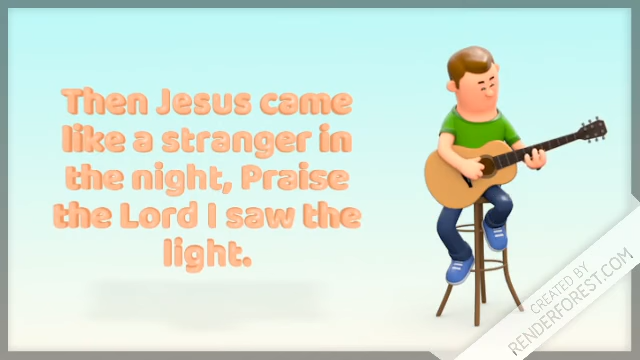 Then Jesus came
like a stranger in
the night, Praise
the Lord I saw the
light.
CREATED BY
RENDERFOREST.COM